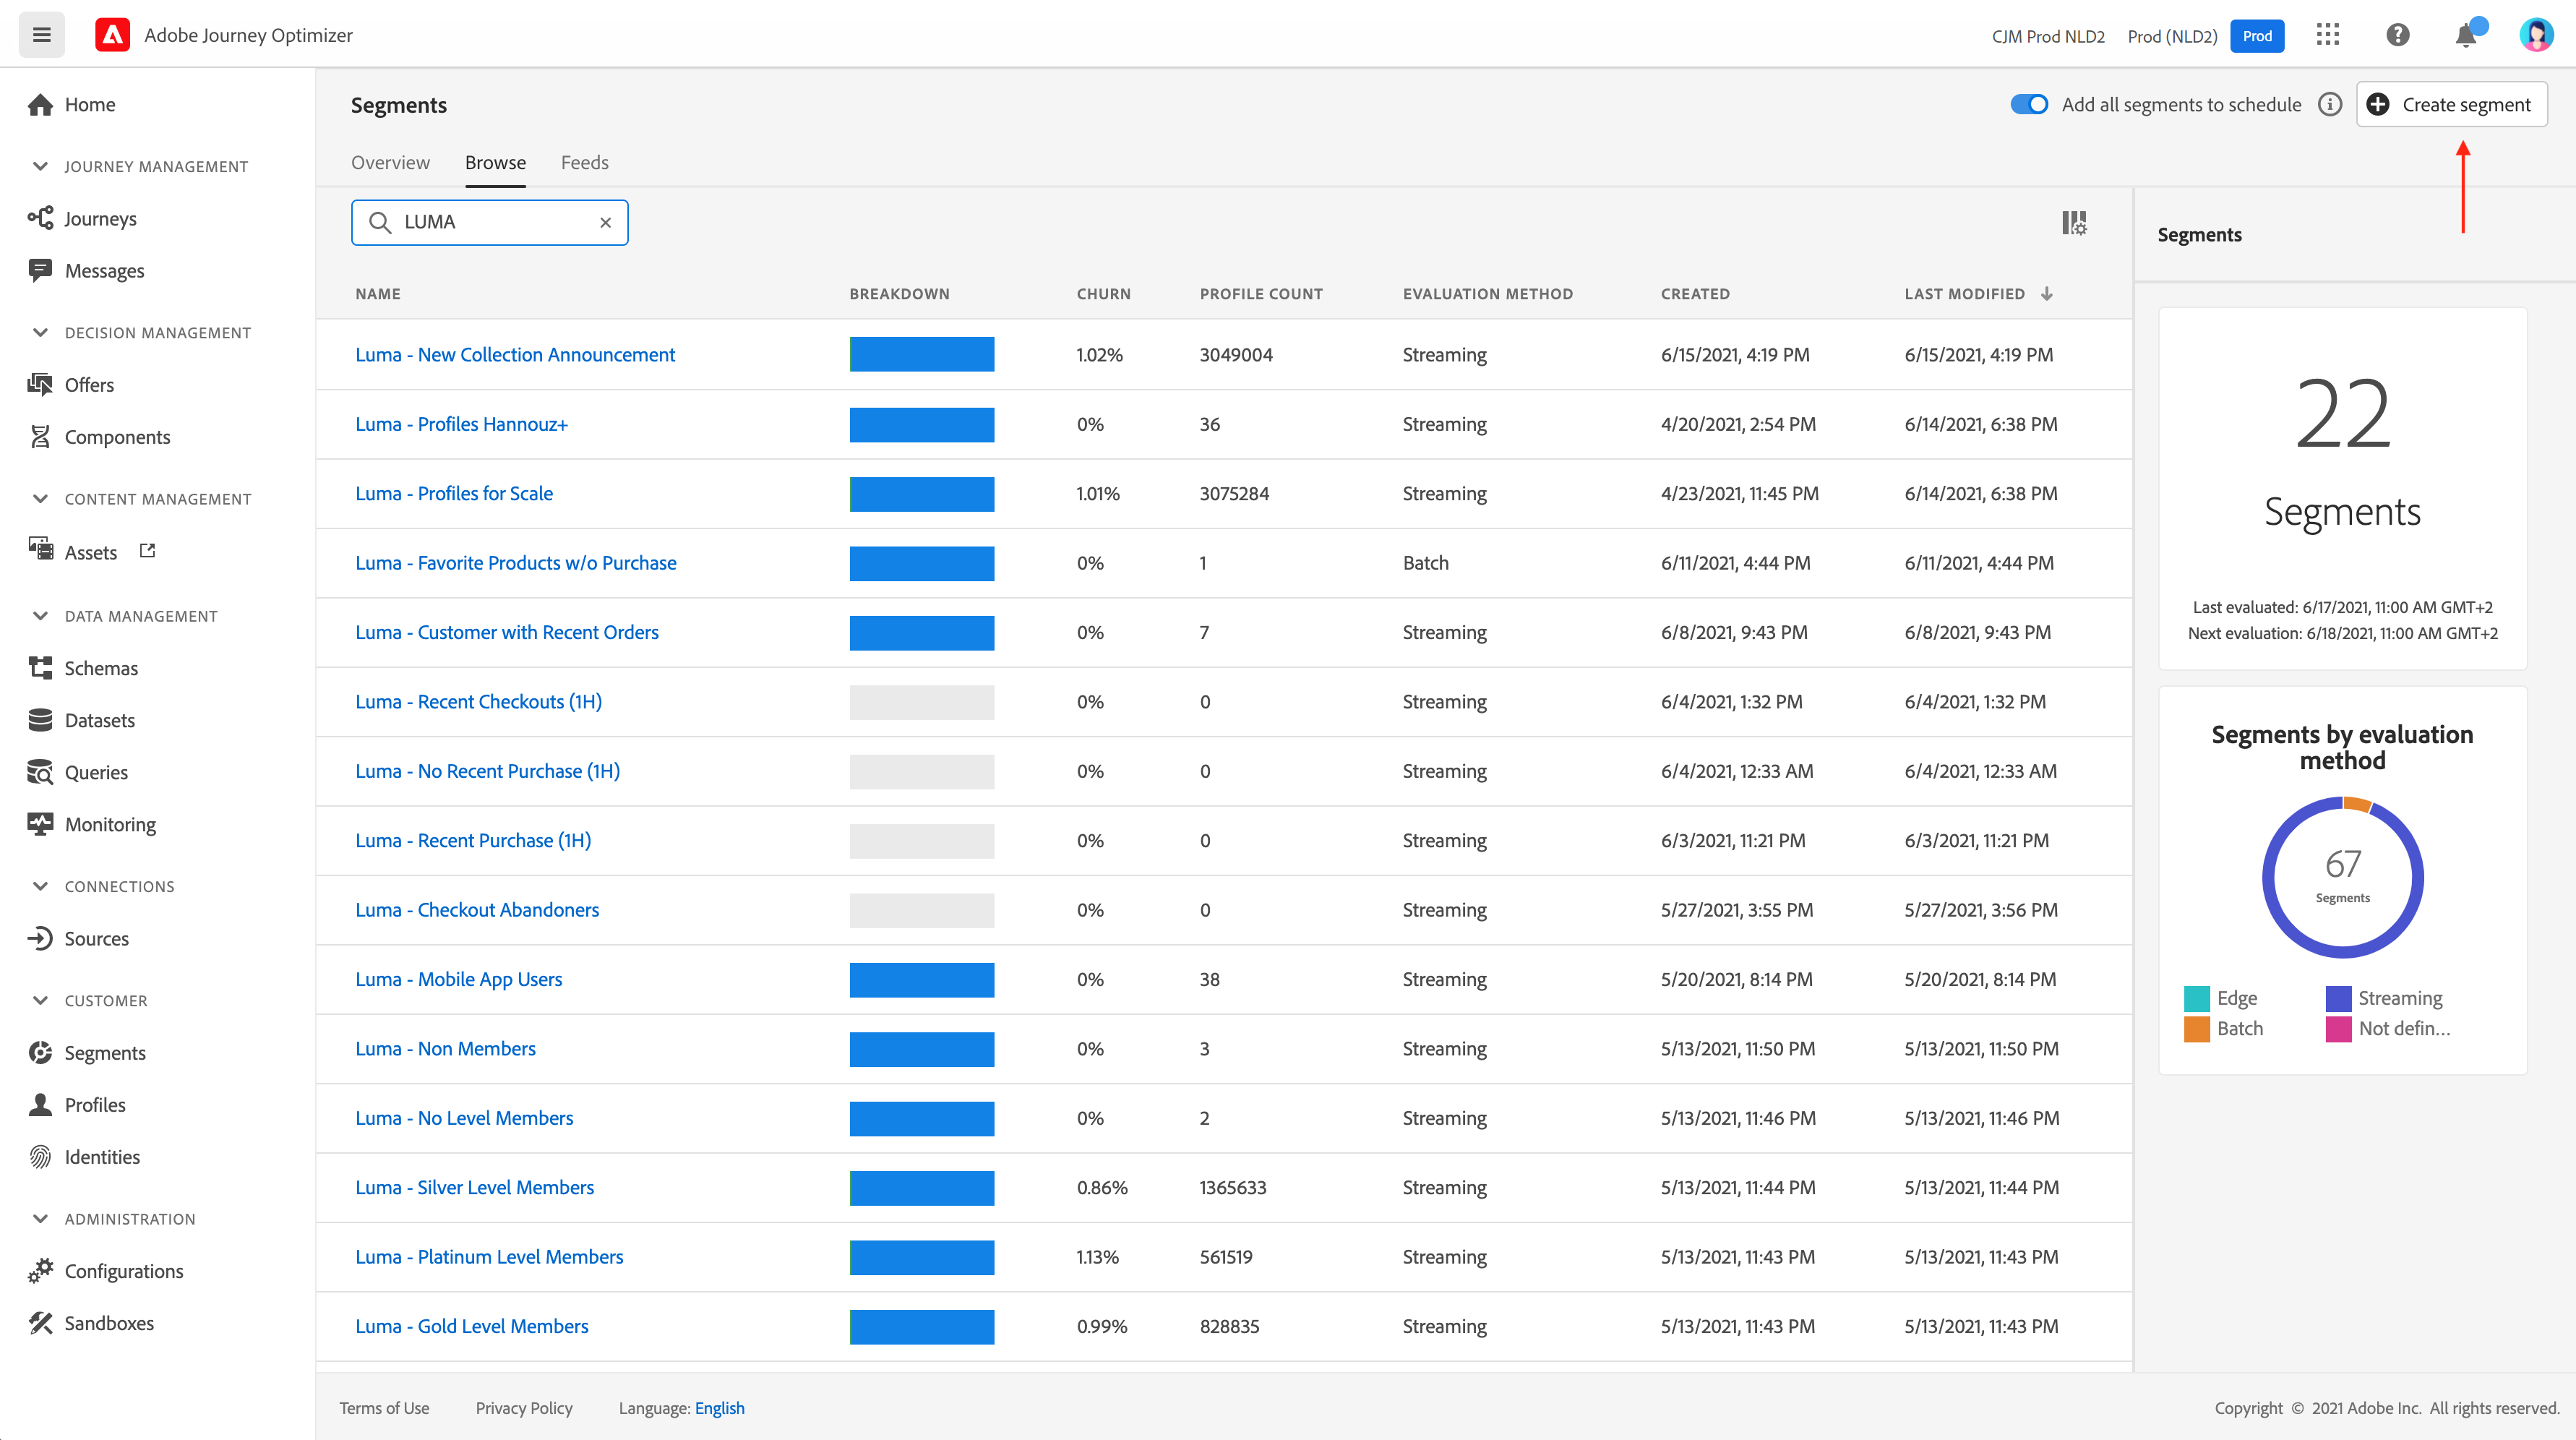 Adobe Journey Optimizer
CJM Prod NLD2 Prod (NLD2) Prod
Home
JOURNEY MANAGEMENT
Journeys
Messages
DECISION MANAGEMENT
Offers
Components
CONTENT MANAGEMENT
Assets
DATA MANAGEMENT
Schemas
Datasets
Queries
Monitoring
CONNECTIONS
Sources
CUSTOMER
Segments
Profiles
Identities
ADMINISTRATION
Configurations
Sandboxes
Segments
Add all segments to schedule Create segment
Overview Browse Feeds
LUMA
NAME BREAKDOWN CHURN PROFILE COUNT EVALUATION METHOD CREATED LAST MODIFIED
Luma - New Collection Announcement 1.02% 3049004 Streaming 6/15/2021, 4:19 PM 6/15/2021, 4:19 PM
Luma - Profiles Hannouz+ 0% 36 Streaming 4/20/2021, 2:54 PM 6/14/2021, 6:38 PM
Luma - Profiles for Scale 1.01% 3075284 Streaming 4/23/2021, 11:45 PM 6/14/2021, 6:38 PM
Luma - Favorite Products w/o Purchase 0% 1 Batch 6/11/2021, 4:44 PM 6/11/2021, 4:44 PM
Luma - Customer with Recent Orders 0% 7 Streaming 6/8/2021, 9:43 PM 6/8/2021, 9:43 PM
Luma - Recent Checkouts (1H) 0% 0 Streaming 6/4/2021, 1:32 PM 6/4/2021, 1:32 PM
Luma - No Recent Purchase (1H) 0% 0 Streaming 6/4/2021, 12:33 AM 6/4/2021, 12:33 AM
Luma - Recent Purchase (1H) 0% 0 Streaming 6/3/2021, 11:21 PM 6/3/2021, 11:21 PM
Luma - Checkout Abandoners 0% 0 Streaming 5/27/2021, 3:55 PM 5/27/2021, 3:56 PM
Luma - Mobile App Users 0% 38 Streaming 5/20/2021, 8:14 PM 5/20/2021, 8:14 PM
Luma - Non Members 0% 3 Streaming 5/13/2021, 11:50 PM 5/13/2021, 11:50 PM
Luma - No Level Members 0% 2 Streaming 5/13/2021, 11:46 PM 5/13/2021, 11:46 PM
Luma - Silver Level Members 0.86% 1365633 Streaming 5/13/2021, 11:44 PM 5/13/2021, 11:44 PM
Luma - Platinum Level Members 1.13% 561519 Streaming 5/13/2021, 11:43 PM 5/13/2021, 11:43 PM
Luma - Gold Level Members 0.99% 828835 Streaming 5/13/2021, 11:43 PM 5/13/2021, 11:43 PM
Segments
22
Segments
Last evaluated: 6/17/2021, 11:00 AM GMT+2
Next evaluation: 6/18/2021, 11:00 AM GMT+2
Segments by evaluation
method
67
Segments
Edge Streaming
Batch Not defin...
Terms of Use Privacy Policy Language: English
Copyright © 2021 Adobe Inc. All rights reserved.